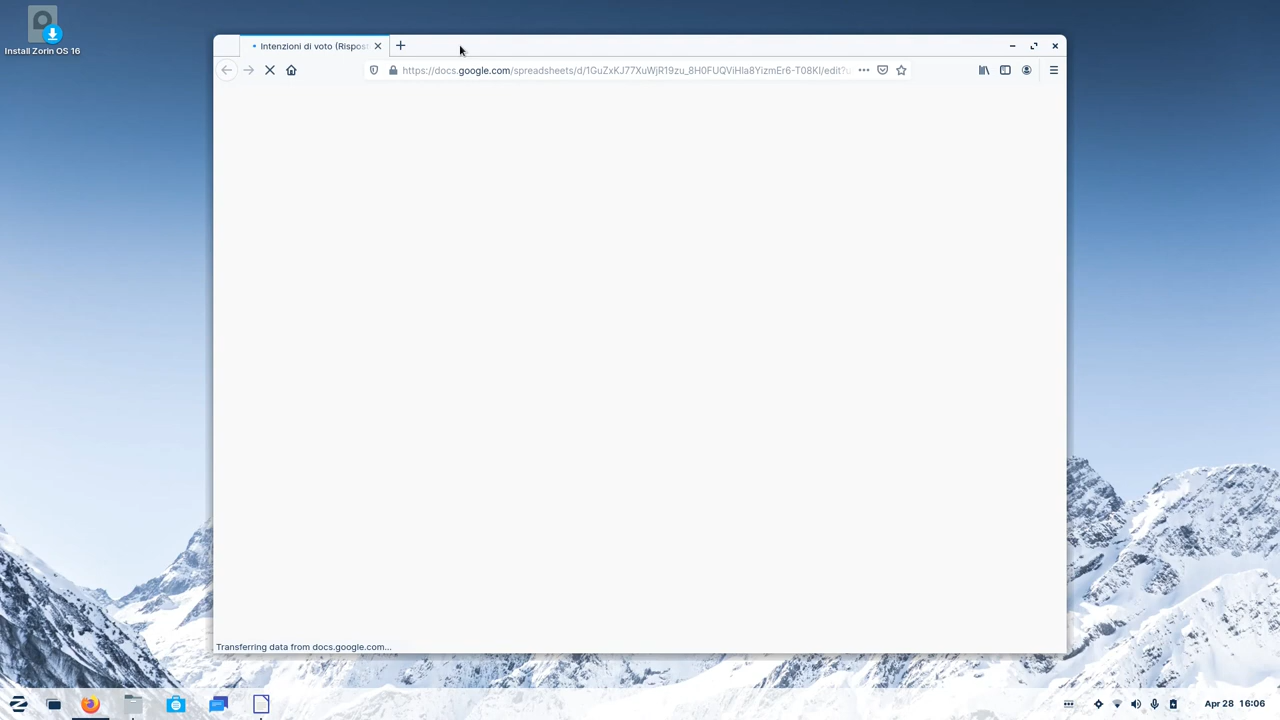 Install Zorin OS 16
Intenzioni di voto (Rispost
https://docs.google.com/spreadsheets/d/1GuZxKJ77XuWjR19zu_8H0FUQViHla8YizmEr6-T08KI/edit?u
Transferring data from docs.google.com...
Apr 28 16:06